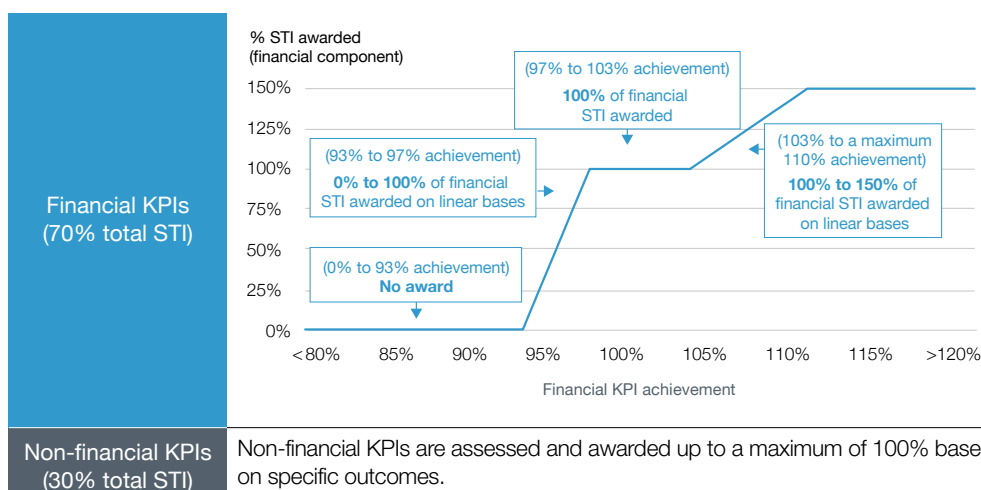 Financial KPIs
(70% total STI)
% STI awarded
(financial component)
150%
125%
100%
75%
50%
25%
0%
(97% to 103% achievement)
100% of financial
STI awarded
(93% to 97% achievement)
0% to 100% of financial
STI awarded on linear bases
(103% to a maximum
110% achievement)
100% to 150% of
financial STI awarded
on linear bases
(0% to 93% achievement)
No award
<80% 85% 90% 95% 100% 105% 110% 115% >120%
Financial KPI achievement
Non-financial KPIs
(30% total STI)
Non-financial KPIs are assessed and awarded up to a maximum of 100% base
on specific outcomes.